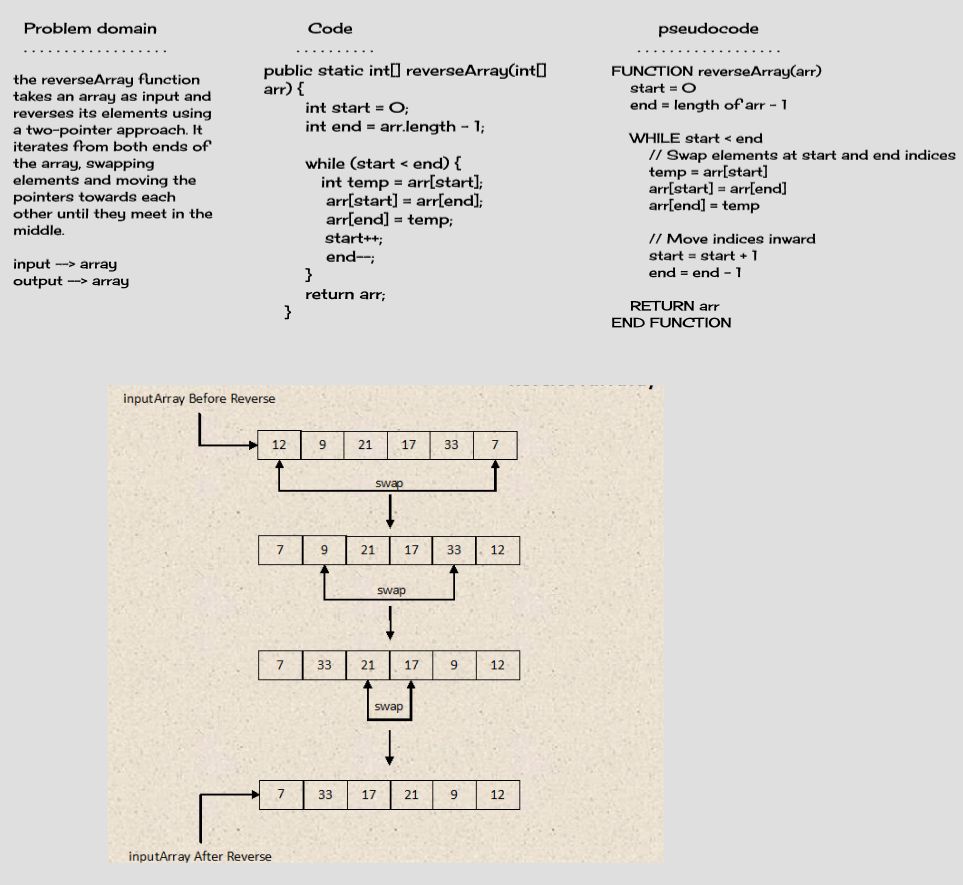 Problem domain
. . . . . . . . . . . . . . . . . .
the reverseArray function
takes an array as input and
reverses its elements using
a two-pointer approach. It
iterates from both ends of
the array, swapping
elements and moving the
pointers towards each
other until they meet in the
middle.
input --> array
output --> array
Code
. . . . . . . . . .
public static int[] reverseArray(int[]
arr) {
int start = 0;
int end = arr.length - 1;
while (start < end) {
int temp = arr[start];
arr[start] = arr[end];
arr[end] = temp;
start++;
end--;
}
return arr;
}
pseudocode
. . . . . . . . . . . . . . . . . .
FUNCTION reverseArray(arr)
start = 0
end = length of arr - 1
WHILE start < end
// Swap elements at start and end indices
temp = arr[start]
arr[start] = arr[end]
arr[end] = temp
// Move indices inward
start = start + 1
end = end - 1
RETURN arr
END FUNCTION
inputArray Before Reverse
12 9 21 17 33 7
swap
7 9 21 17 33 12
swap
7 33 21 17 9 12
swap
7 33 17 21 9 12
inputArray After Reverse